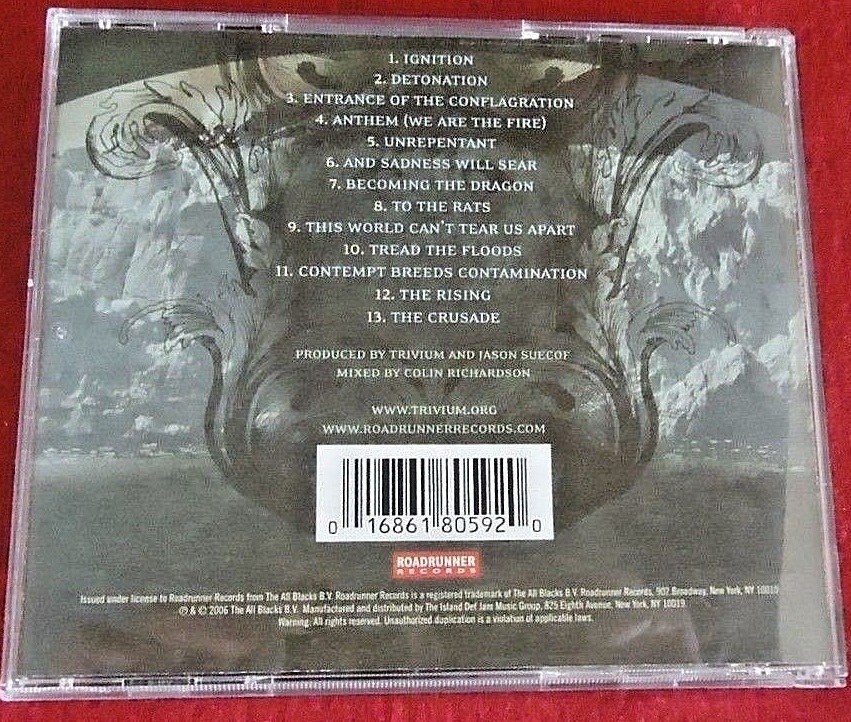 1. IGNITION
2. DETONATION
3. ENTRANCE OF THE CONFLAGRATION
4. ANTHEM (WE ARE THE FIRE)
5. UNREPENTANT
6. AND SADNESS WILL SEAR
7. BECOMING THE DRAGON
8. TO THE RATS
9. THIS WORLD CAN'T TEAR US APART
10. TREAD THE FLOODS
11. CONTEMPT BREEDS CONTAMINATION
12. THE RISING
13. THE CRUSADE
PRODUCED BY TRIVIUM AND JASON SUECOF
MIXED BY COLIN RICHARDSON
WWW.TRIVIUM.ORG
WWW.ROADRUNNERRECORDS.COM
0 16861 80592 0
ROADRUNNER
RECORDS
Issued under license to Roadrunner Records from The All Blacks B.V. Roadrunner Records is a registered trademark of The All Blacks B.V. Roadrunner Records, 902 Broadway, New York, NY 10010
℗ & © 2006 The All Blacks B.V. Manufactured and distributed by The Island Def Jam Music Group, 825 Eighth Avenue, New York, NY 10019
Warning: All rights reserved. Unauthorized duplication is a violation of applicable laws.